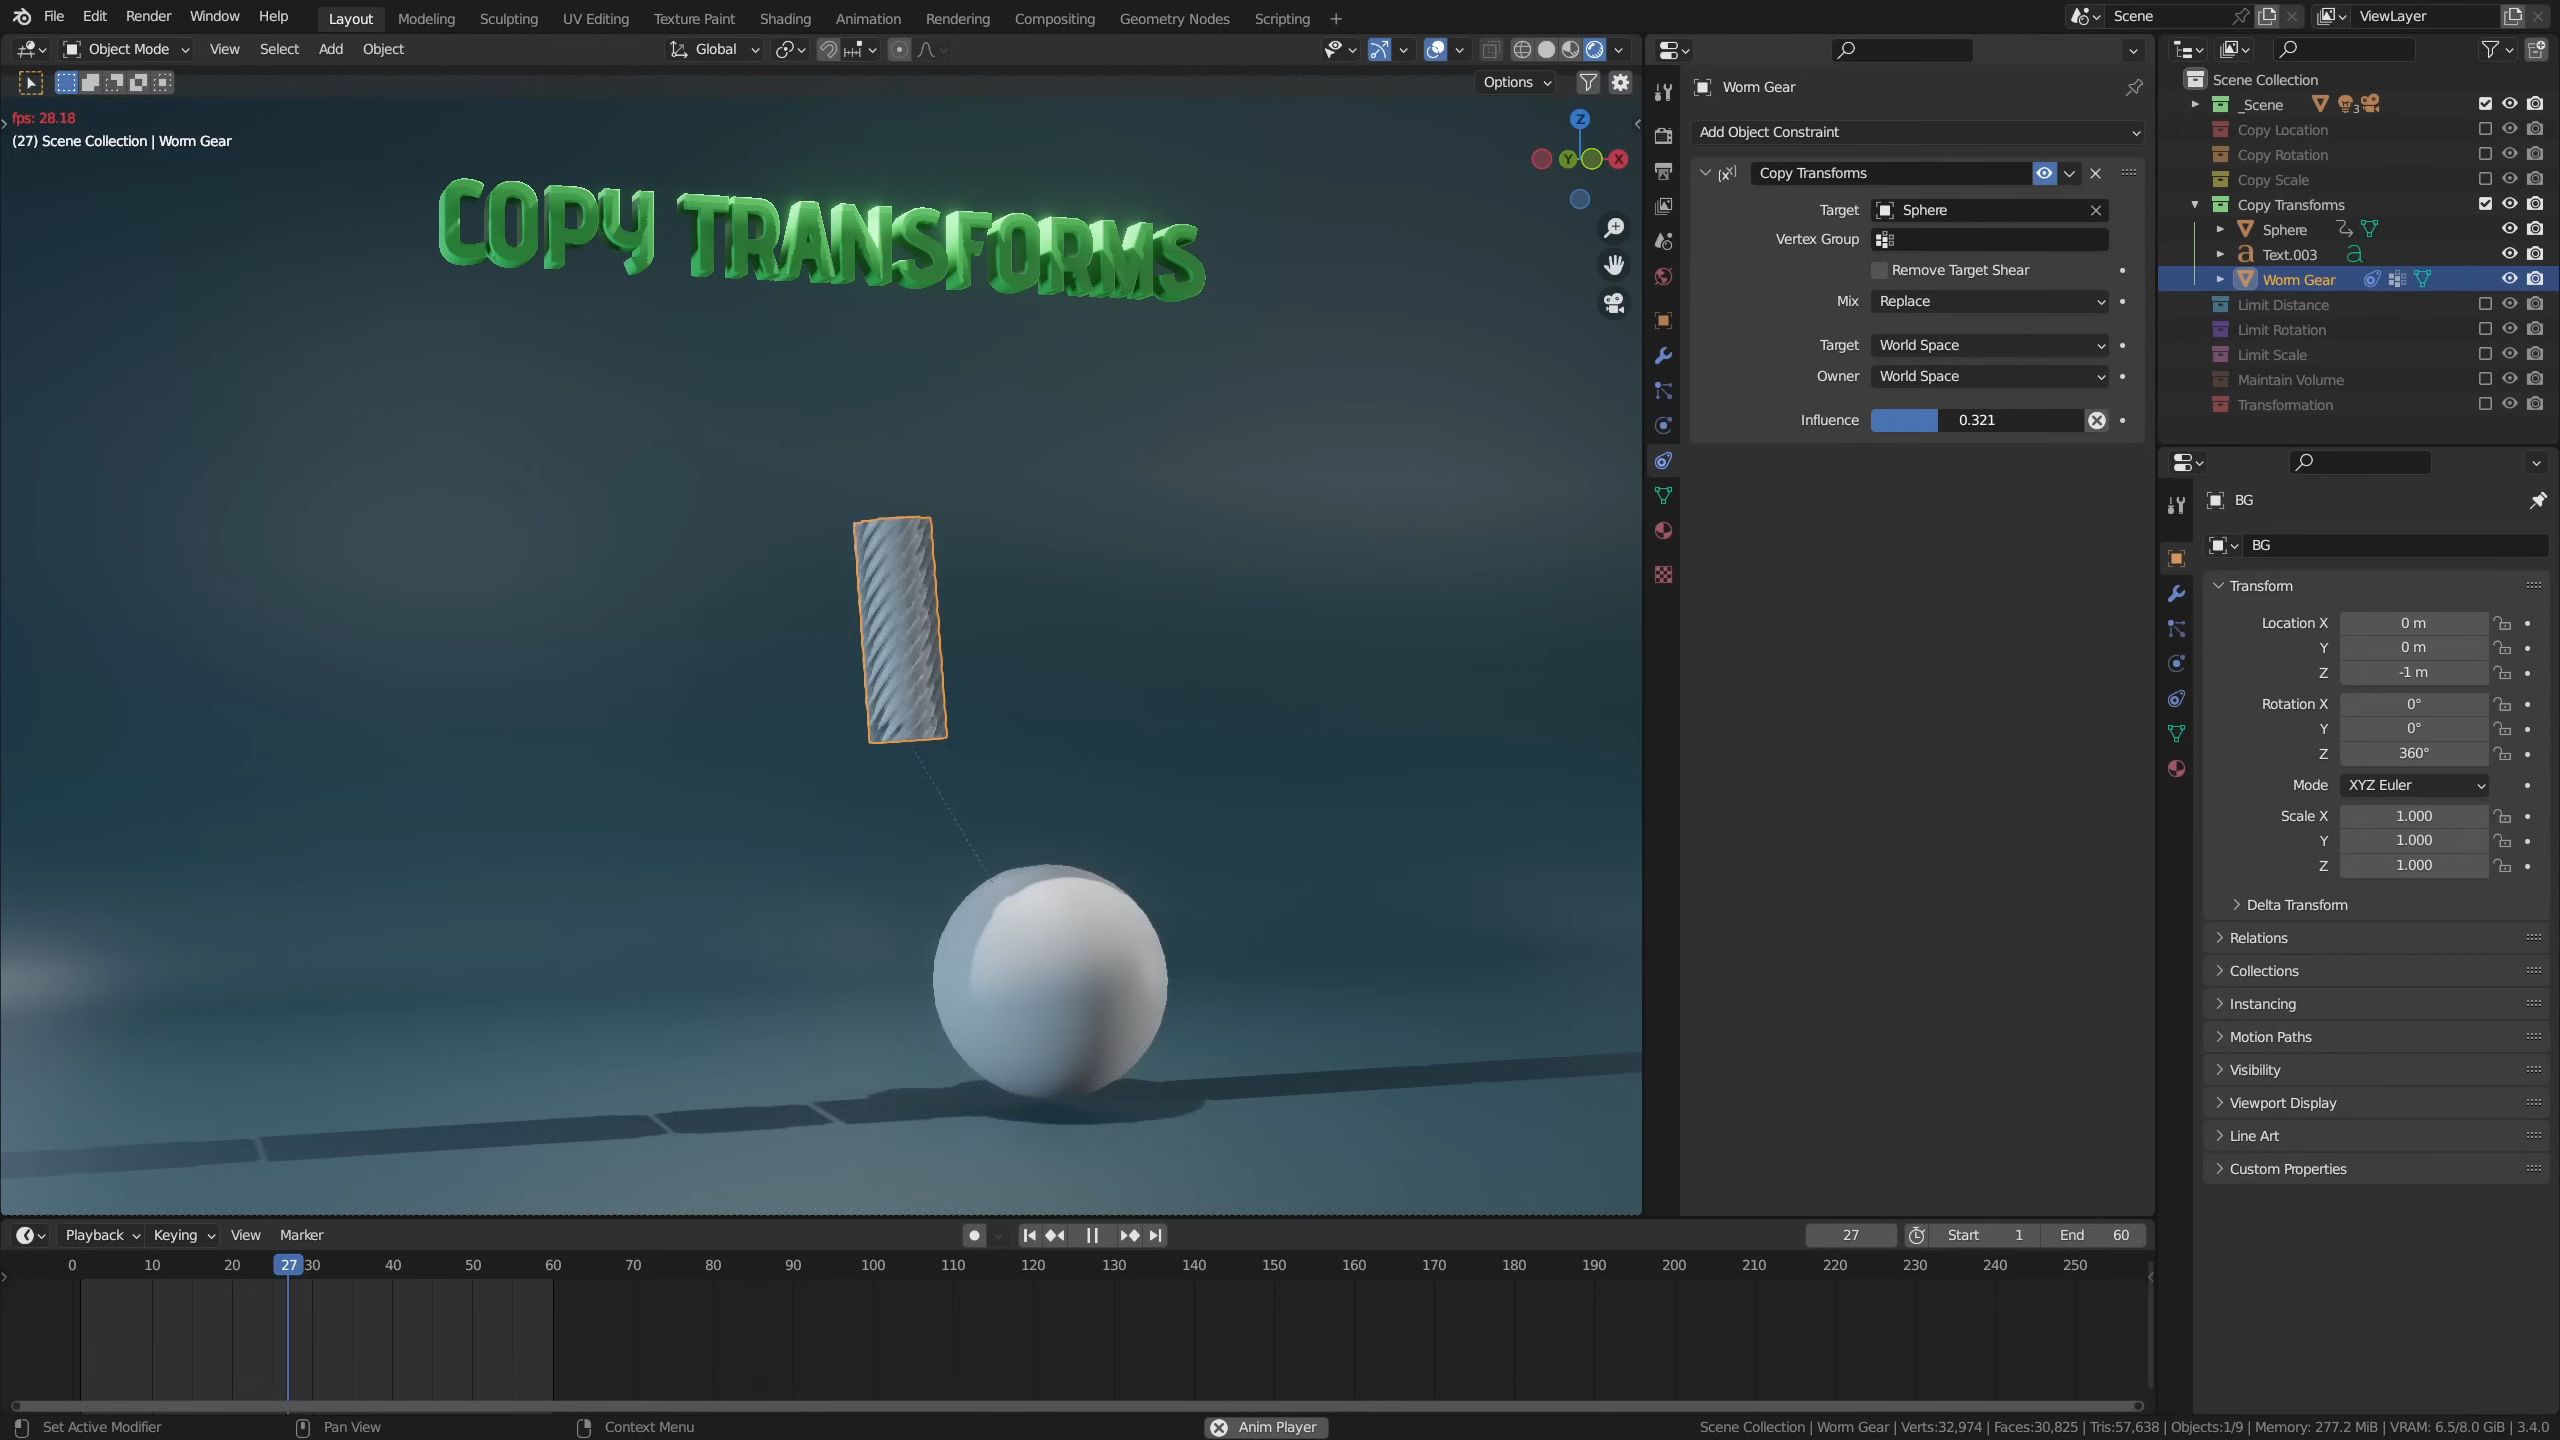 File Edit Render Window Help Layout Modeling Sculpting UV Editing Texture Paint Shading Animation Rendering Compositing Geometry Nodes Scripting + Scene ViewLayer
Object Mode View Select Add Object Global
Options
fps: 28.18
(27) Scene Collection | Worm Gear
Z
Y X
COPY TRANSFORMS
Worm Gear
Add Object Constraint
Copy Transforms
Target Sphere
Vertex Group
Remove Target Shear
Mix Replace
Target World Space
Owner World Space
Influence 0.321
Scene Collection
_Scene 3
Copy Location
Copy Rotation
Copy Scale
Copy Transforms
Sphere
Text.003
Worm Gear
Limit Distance
Limit Rotation
Limit Scale
Maintain Volume
Transformation
BG
BG
Transform
Location X 0 m
Y 0 m
Z -1 m
Rotation X 0°
Y 0°
Z 360°
Mode XYZ Euler
Scale X 1.000
Y 1.000
Z 1.000
Delta Transform
Relations
Collections
Instancing
Motion Paths
Visibility
Viewport Display
Line Art
Custom Properties
Playback Keying View Marker 27 Start 1 End 60
0 10 20 27 30 40 50 60 70 80 90 100 110 120 130 140 150 160 170 180 190 200 210 220 230 240 250
Set Active Modifier Pan View Context Menu Anim Player Scene Collection | Worm Gear | Verts:32,974 | Faces:30,825 | Tris:57,638 | Objects:1/9 | Memory: 277.2 MiB | VRAM: 6.5/8.0 GiB | 3.4.0